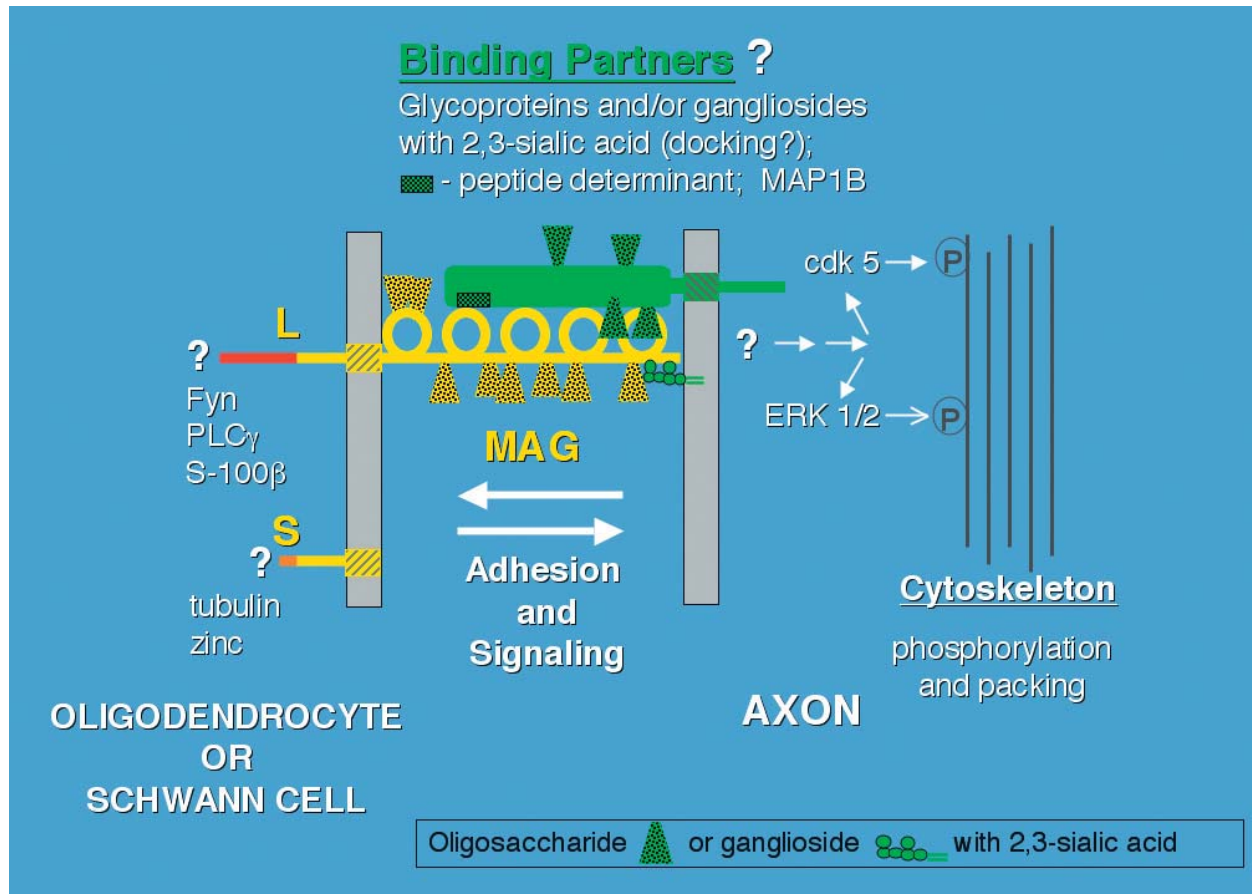 Binding Partners ?
Glycoproteins and/or gangliosides
with 2,3-sialic acid (docking?);
- peptide determinant; MAP1B
cdk 5
P
L
?
?
Fyn
PLCγ
S-100β
ERK 1/2
P
MAG
S
?
tubulin
zinc
Adhesion
and
Signaling
Cytoskeleton
phosphorylation
and packing
AXON
OLIGODENDROCYTE
OR
SCHWANN CELL
Oligosaccharide or ganglioside with 2,3-sialic acid